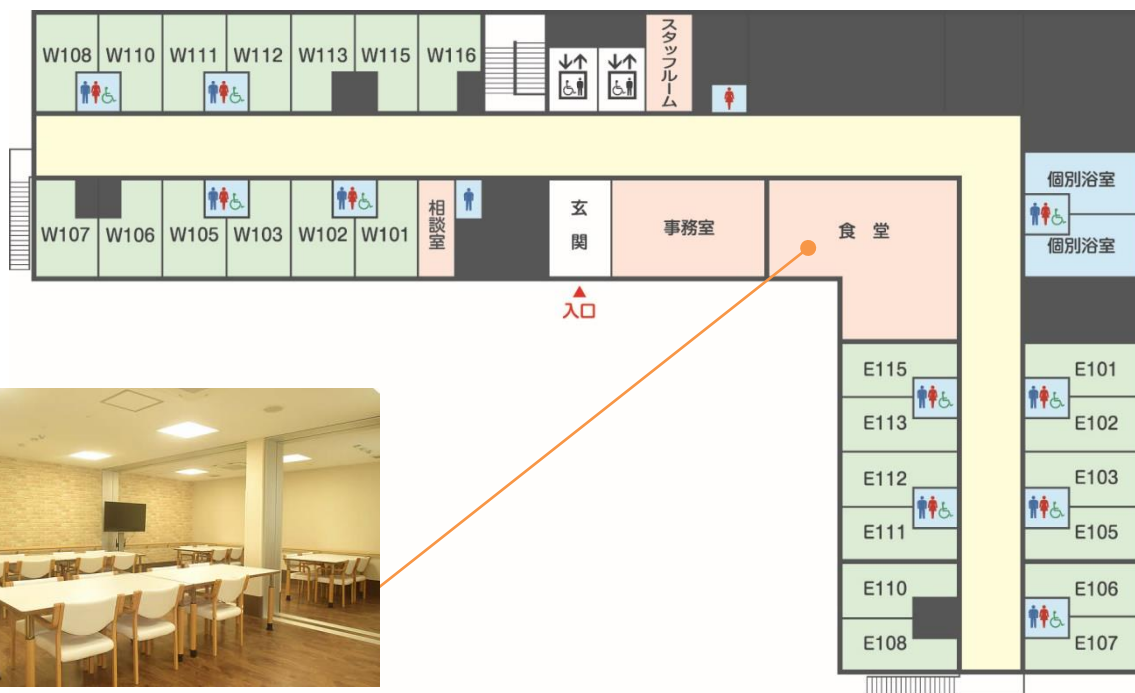 W108 W110 W111 W112 W113 W115 W116
スタッフルーム
W107 W106 W105 W103 W102 W101
相談室
玄関
事務室
食堂
個別浴室
個別浴室
入口
E115
E113
E112
E111
E110
E108
E101
E102
E103
E105
E106
E107